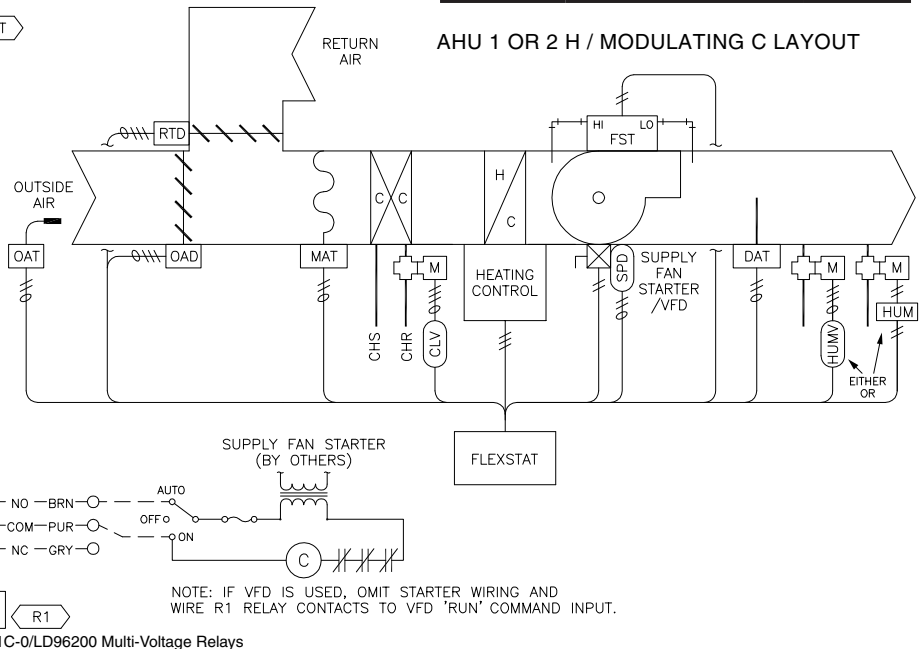 T
AHU 1 OR 2 H / MODULATING C LAYOUT
RETURN
AIR
RTD
HI
LO
FST
OUTSIDE
AIR
H
C
C
C
OAT
OAD
MAT
M
HEATING
CONTROL
SPD
SUPPLY
FAN
STARTER
/VFD
DAT
M
M
HUM
CHS
CHR
CLV
HUMV
EITHER
OR
FLEXSTAT
SUPPLY FAN STARTER
(BY OTHERS)
NO BRN
AUTO
OFF
COM PUR
ON
NC GRY
C
NOTE: IF VFD IS USED, OMIT STARTER WIRING AND
WIRE R1 RELAY CONTACTS TO VFD 'RUN' COMMAND INPUT.
R1
1C-0/LD96200 Multi-Voltage Relays